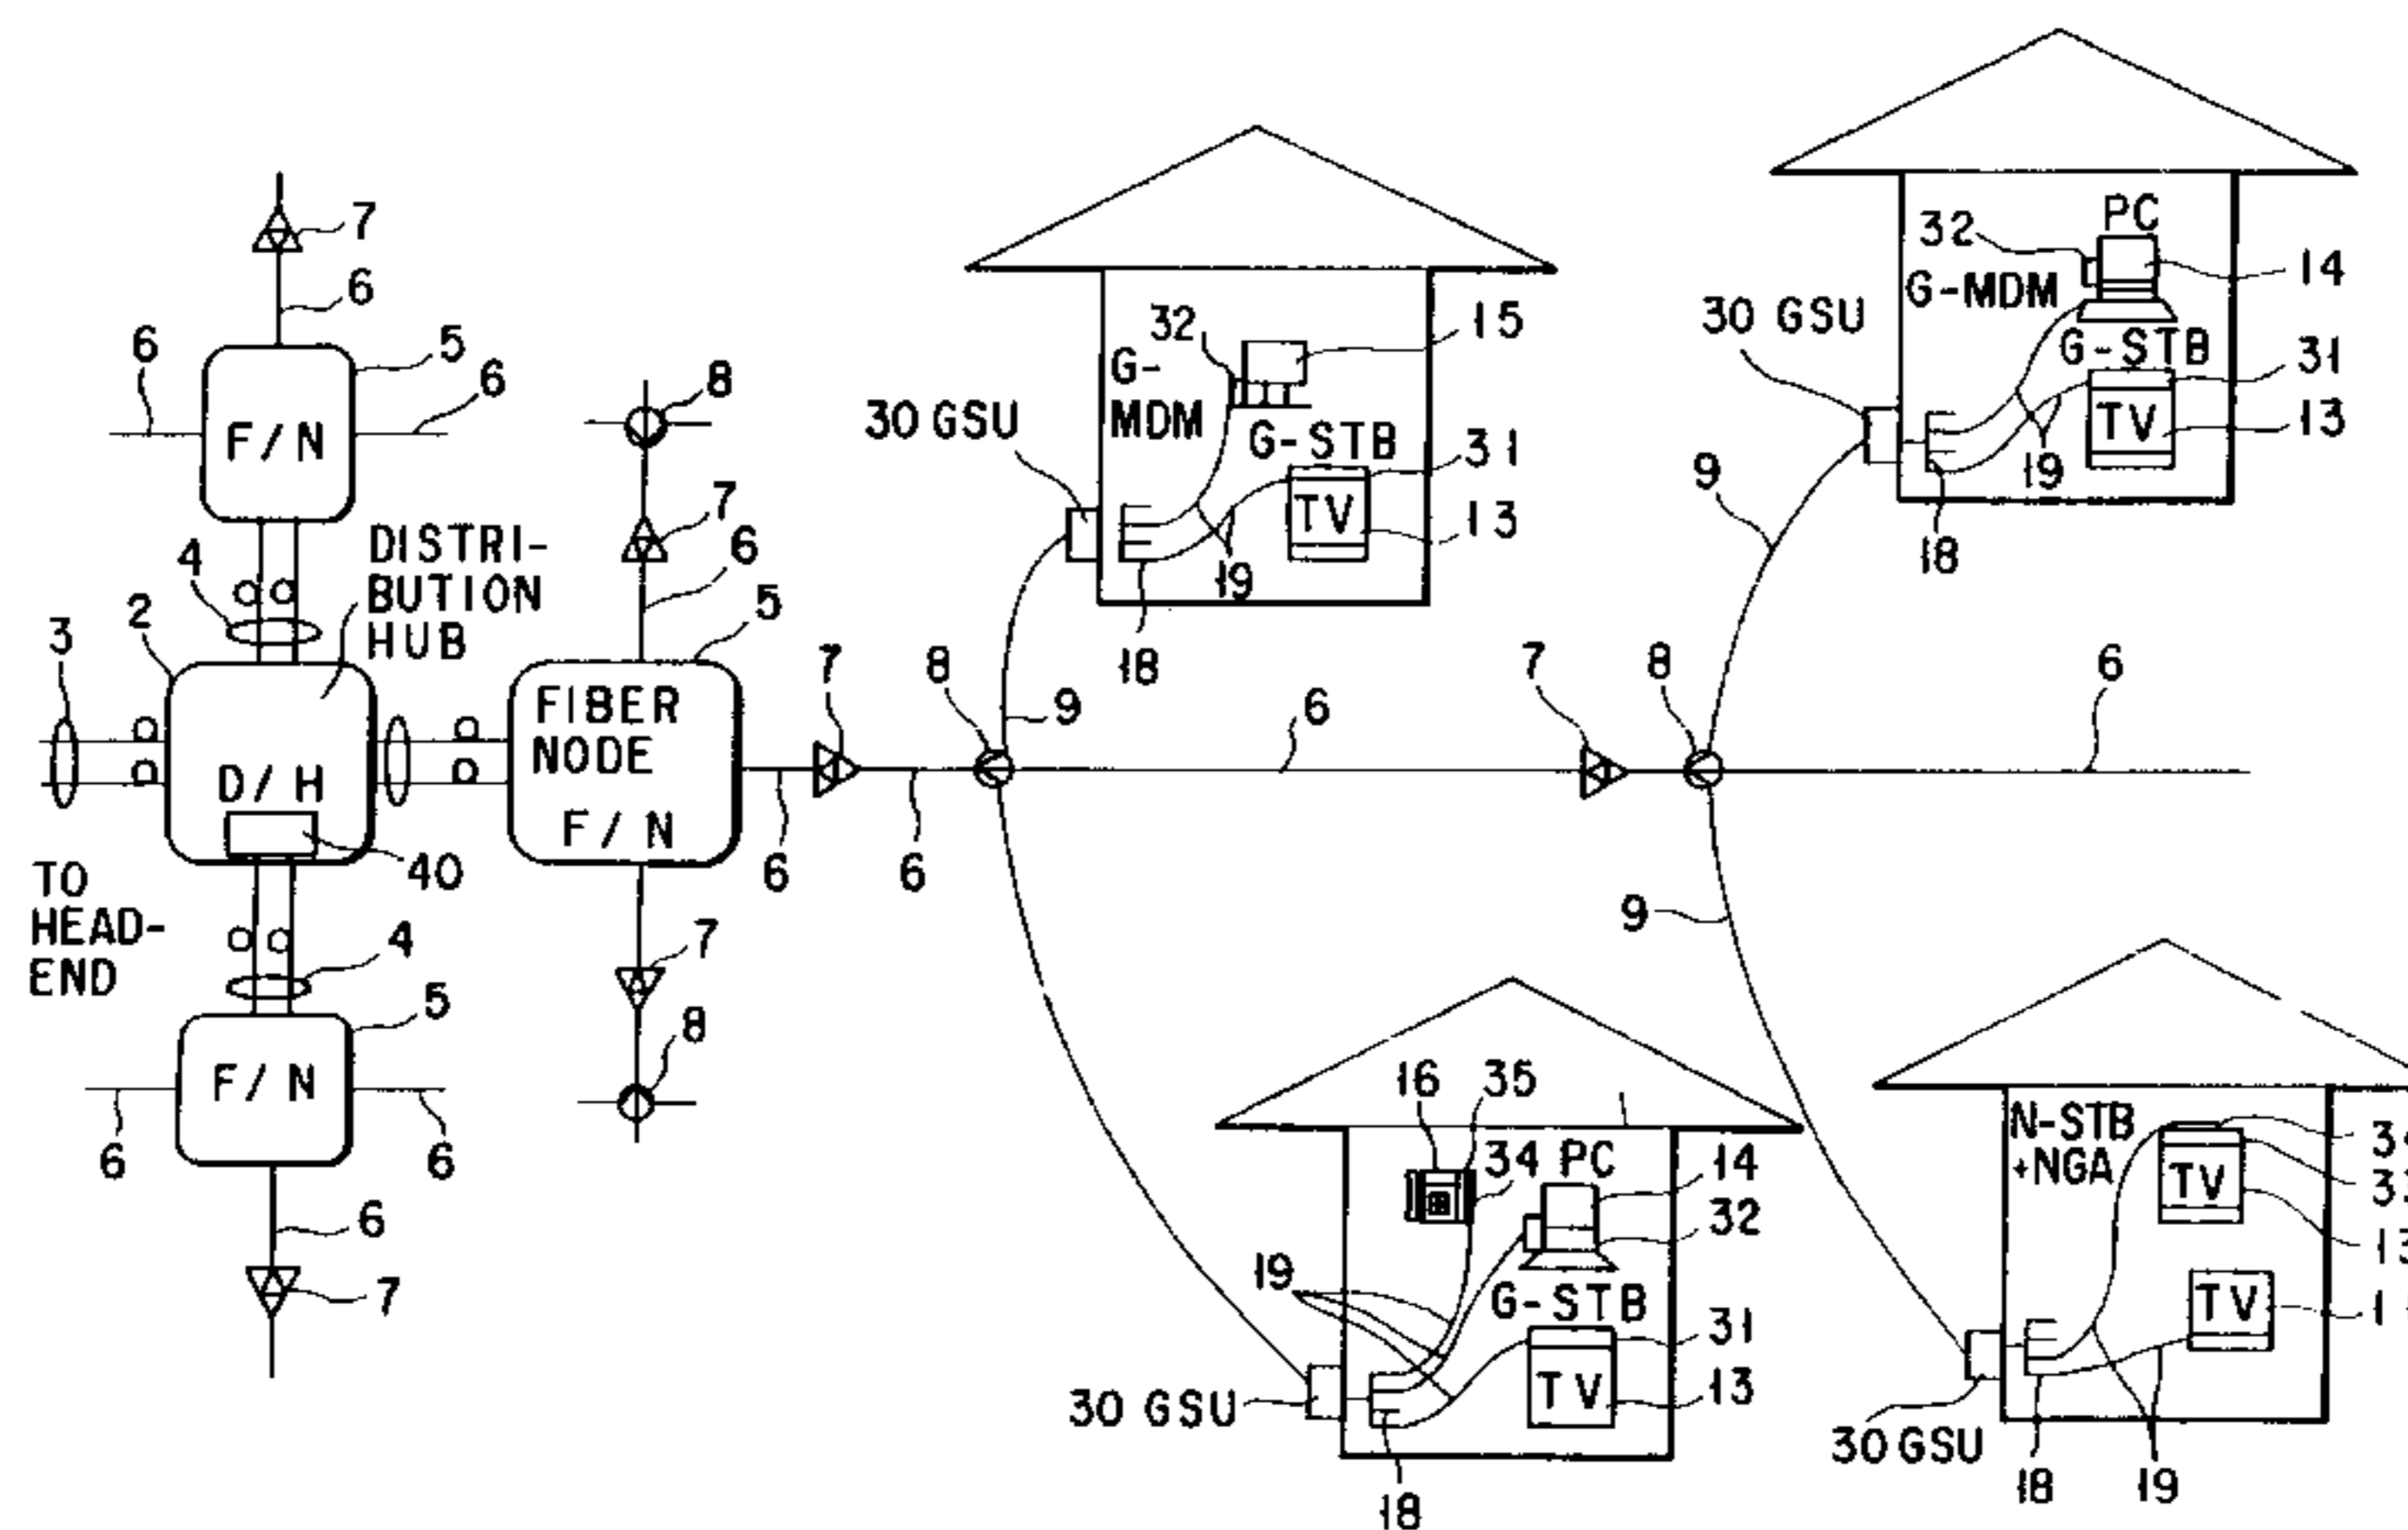 7
6
6
5
6
F/N
4
DISTRI-
BUTION
HUB
3
2
D/H
40
TO
HEAD-
END
4
5
F/N
6
6
6
7
8
7
6
5
FIBER
NODE
F/N
7
6
6
7
8
8
9
6
7
8
6
9
9
32
15
G-
MDM
30 GSU
G-STB
31
TV
13
19
18
PC
32
14
G-MDM
30 GSU
G-STB
31
TV
13
19
18
16
35
34
PC
14
32
19
G-STB
31
TV
13
30 GSU
18
N-STB
+NGA
TV
TV
30 GSU
18
19